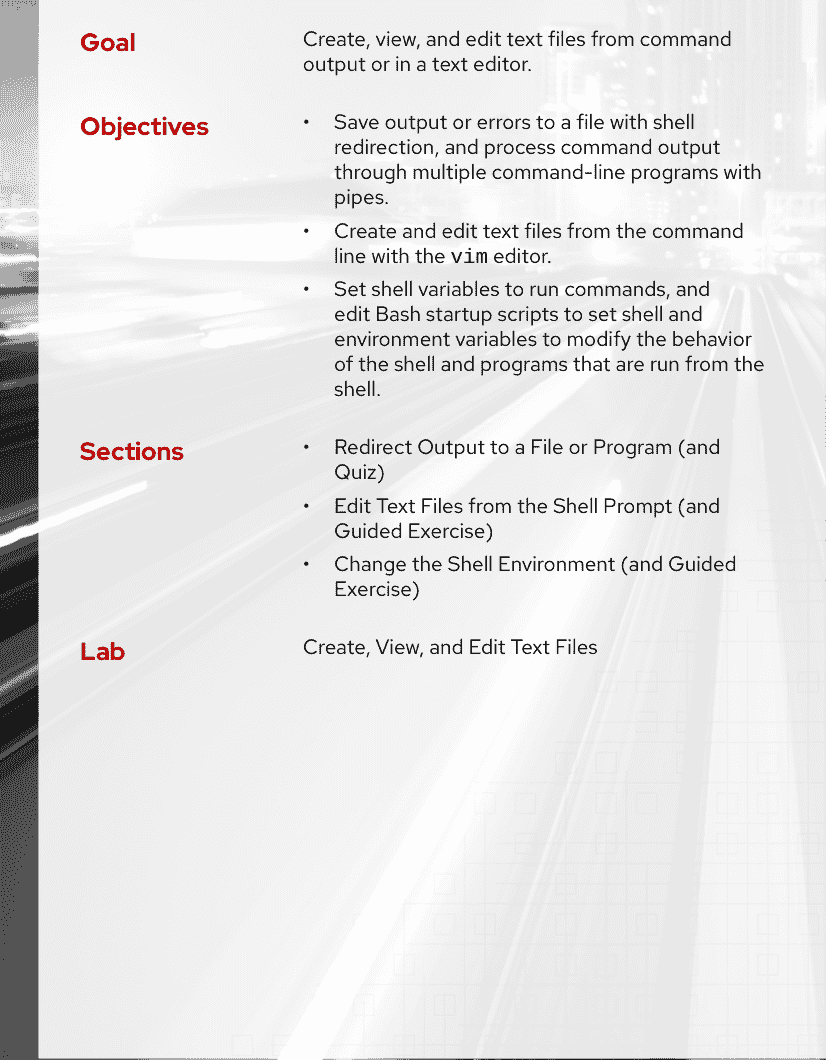 Goal
Create, view, and edit text files from command
output or in a text editor.
Objectives
• Save output or errors to a file with shell
redirection, and process command output
through multiple command-line programs with
pipes.
• Create and edit text files from the command
line with the vim editor.
• Set shell variables to run commands, and
edit Bash startup scripts to set shell and
environment variables to modify the behavior
of the shell and programs that are run from the
shell.
Sections
• Redirect Output to a File or Program (and
Quiz)
• Edit Text Files from the Shell Prompt (and
Guided Exercise)
• Change the Shell Environment (and Guided
Exercise)
Lab
Create, View, and Edit Text Files